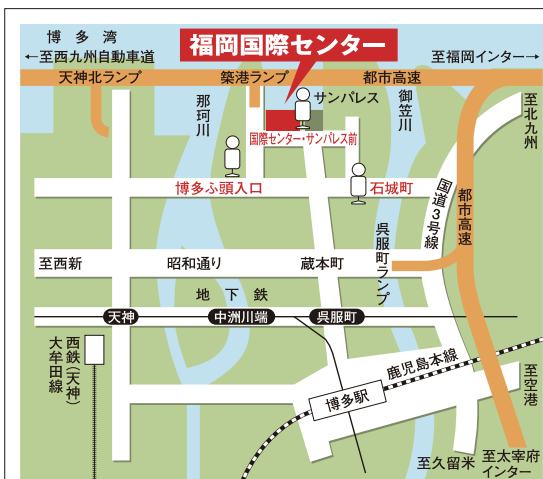 博多湾
福岡国際センター
←至西九州自動車道
至福岡インター→
天神北ランプ
築港ランプ
都市高速
サンパレス
那珂川
御笠川
至北九州
国際センター・サンパレス前
博多ふ頭入口
石城町
国道3号線
都市高速
呉服町ランプ
至西新
昭和通り
蔵本町
地下鉄
天神
中洲川端
呉服町
西鉄(天神)
大牟田線
鹿児島本線
博多駅
至空港
至久留米
至太宰府
インター